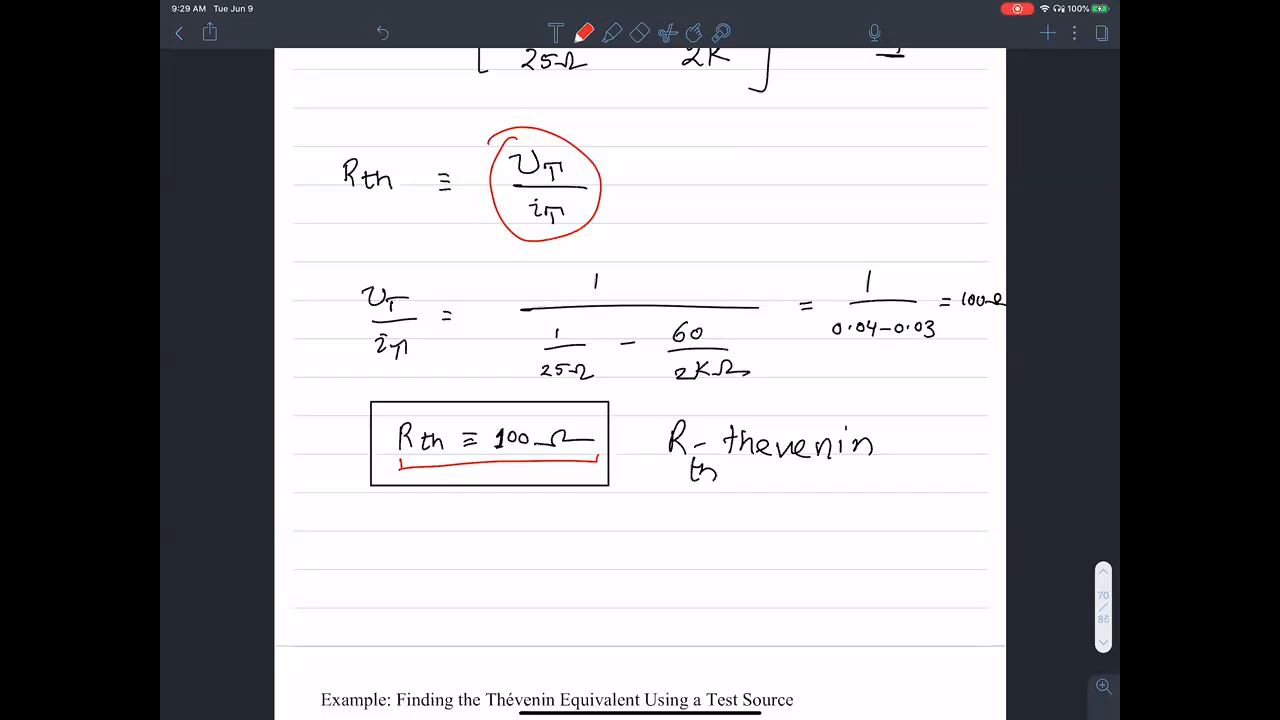 9:29 AM Tue Jun 9
100%
25Ω 2K
Rth ≡ vT / iT
vT / iT = 1 / (1/25Ω − 60/2KΩ) = 1 / (0.04−0.03) = 100Ω
Rth ≡ 100Ω
Rth - thevenin
70 / 95
Example: Finding the Thévenin Equivalent Using a Test Source